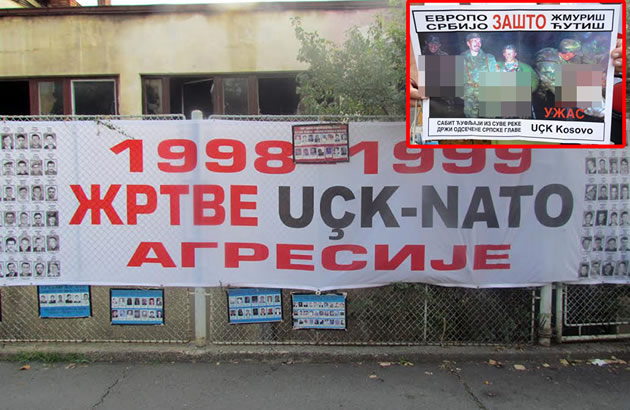 ЕВРОПО ЗАШТО ЖМУРИШ
СРБИЈО ЋУТИШ
УЖАС
САБИТ ЂУФЉАЈИ ИЗ СУВЕ РЕКЕ
ДРЖИ ОДСЕЧЕНЕ СРПСКЕ ГЛАВЕ
UÇK Kosovo
1998 - 1999
ЖРТВЕ UÇK-NATO
АГРЕСИЈЕ